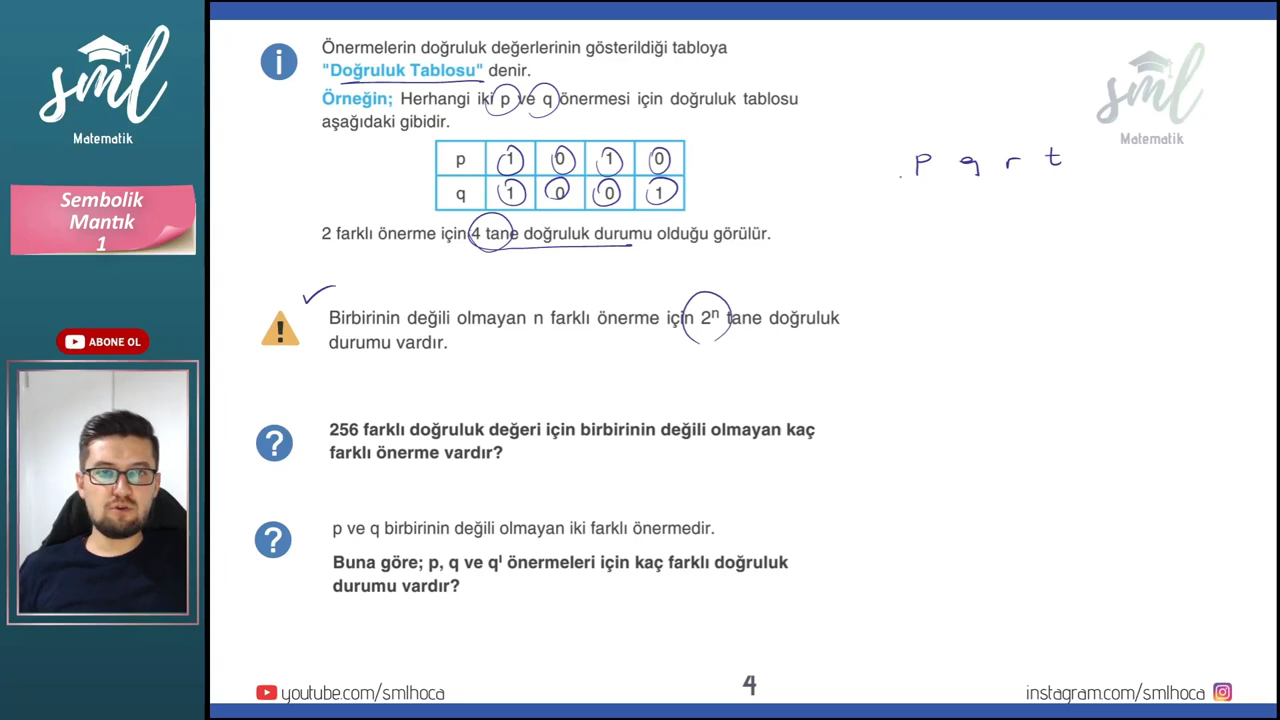 sml
Matematik
Sembolik
Mantık
1
ABONE OL
Önermelerin doğruluk değerlerinin gösterildiği tabloya
"Doğruluk Tablosu" denir.
Örneğin; Herhangi iki p ve q önermesi için doğruluk tablosu
aşağıdaki gibidir.
p 1 0 1 0
q 1 0 0 1
2 farklı önerme için 4 tane doğruluk durumu olduğu görülür.
Birbirinin değili olmayan n farklı önerme için 2ⁿ tane doğruluk
durumu vardır.
256 farklı doğruluk değeri için birbirinin değili olmayan kaç
farklı önerme vardır?
p ve q birbirinin değili olmayan iki farklı önermedir.
Buna göre; p, q ve qᴵ önermeleri için kaç farklı doğruluk
durumu vardır?
sml
Matematik
p q r t
youtube.com/smlhoca
4
instagram.com/smlhoca